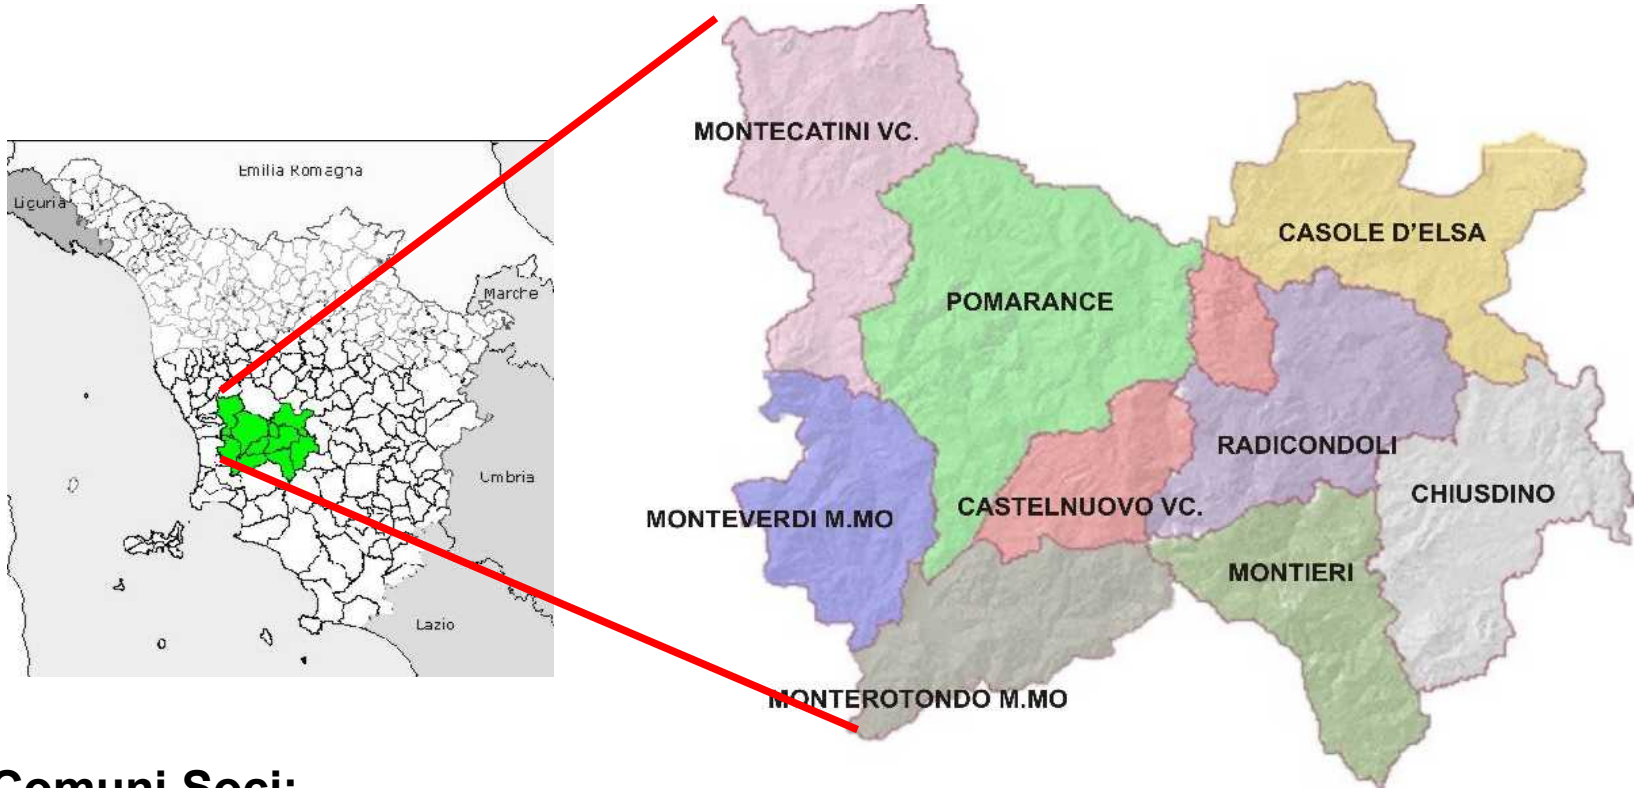 Emilia Romagna
Liguria
Marche
Umbria
Lazio
MONTECATINI VC.
CASOLE D'ELSA
POMARANCE
RADICONDOLI
CHIUSDINO
CASTELNUOVO VC.
MONTEVERDI M.MO
MONTIERI
MONTEROTONDO M.MO
Comuni Soci: